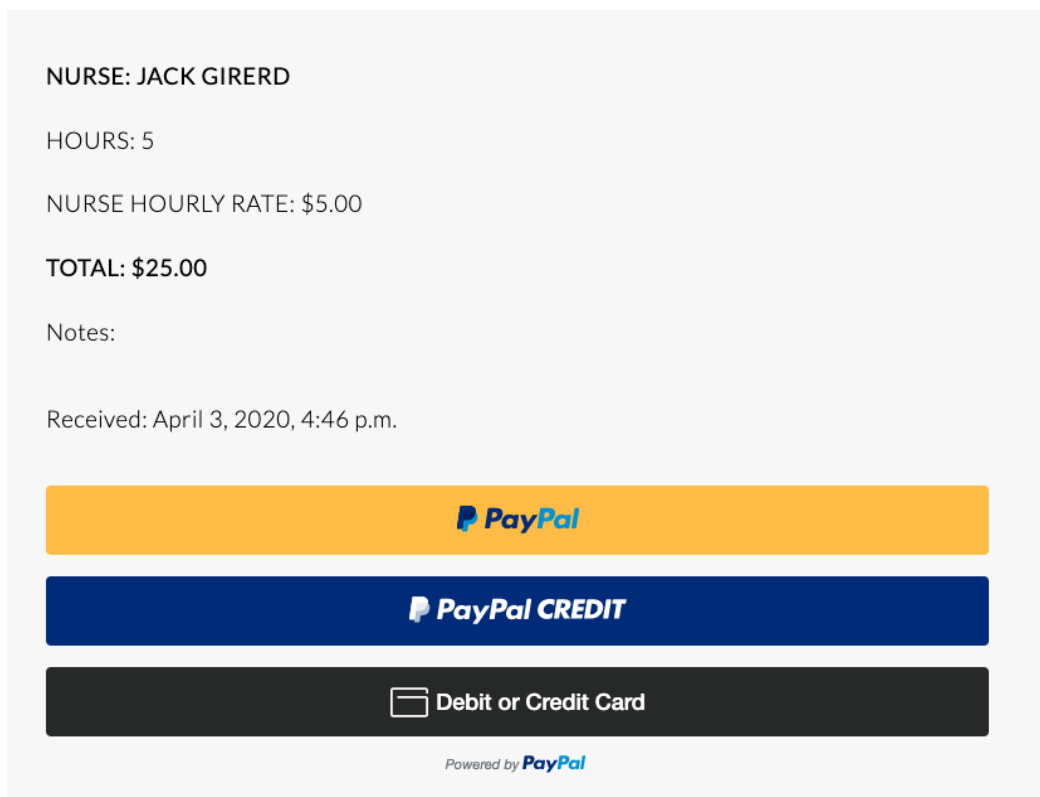 NURSE: JACK GIRERD
HOURS: 5
NURSE HOURLY RATE: $5.00
TOTAL: $25.00
Notes:
Received: April 3, 2020, 4:46 p.m.
PayPal
PayPal CREDIT
Debit or Credit Card
Powered by PayPal